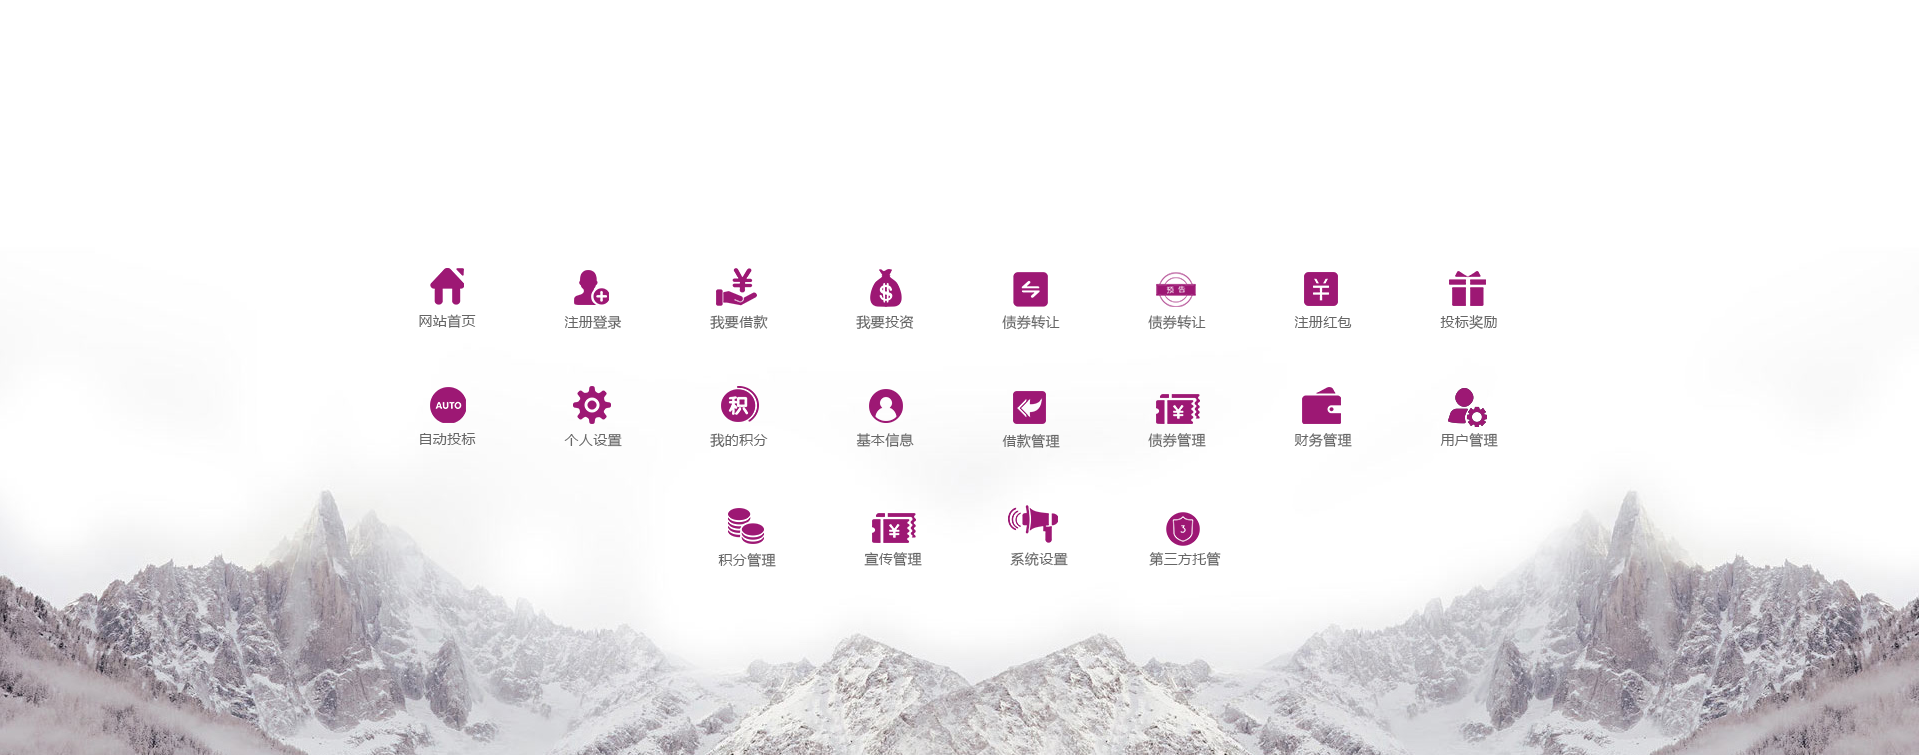 网站首页 注册登录 我要借款 我要投资 债券转让 预告 债券转让 注册红包 投标奖励
AUTO 积
自动投标 个人设置 我的积分 基本信息 借款管理 债券管理 财务管理 用户管理
3
积分管理 宣传管理 系统设置 第三方托管